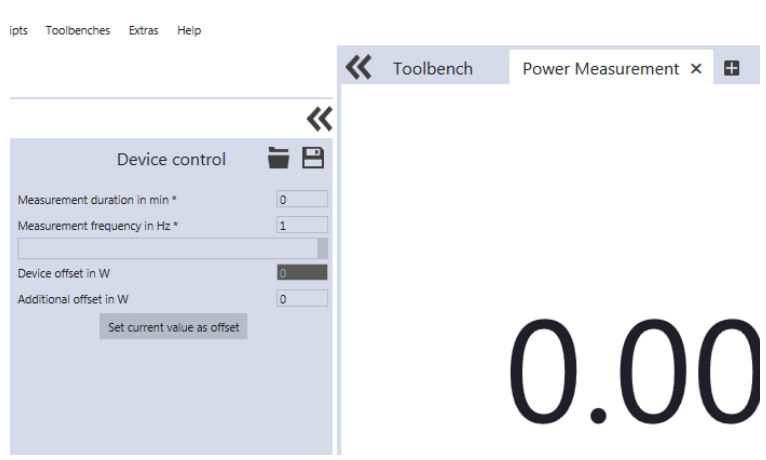 ipts Toolbenches Extras Help
Toolbench Power Measurement
Device control
Measurement duration in min * 0
Measurement frequency in Hz * 1
Device offset in W 0
Additional offset in W 0
Set current value as offset
0.00